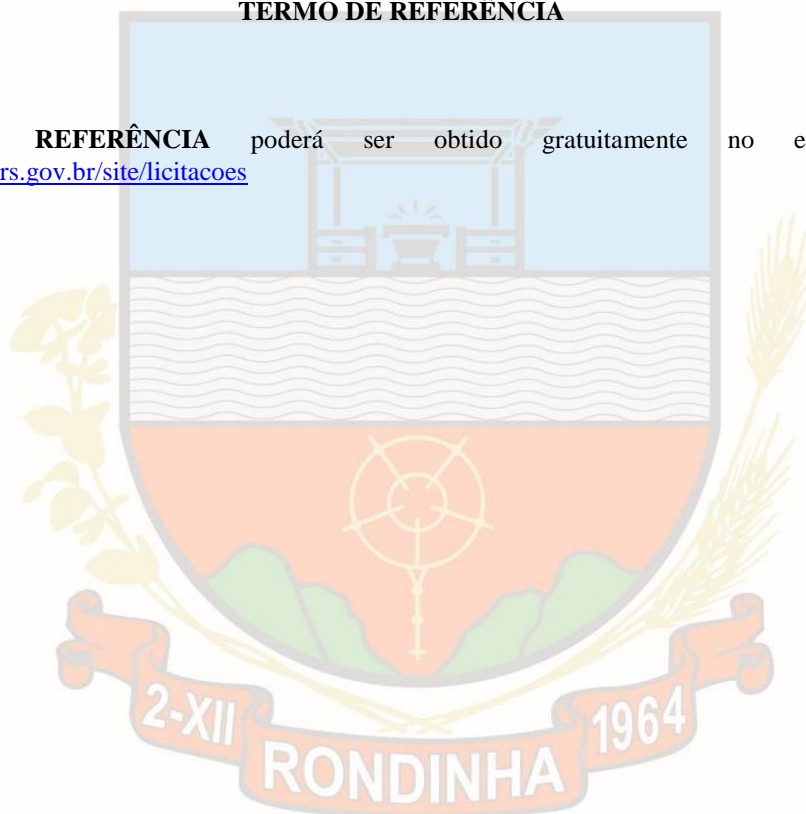 TERMO DE REFERÊNCIA
REFERÊNCIA poderá ser obtido gratuitamente no e
rs.gov.br/site/licitacoes
2-XII
RONDINHA
1964